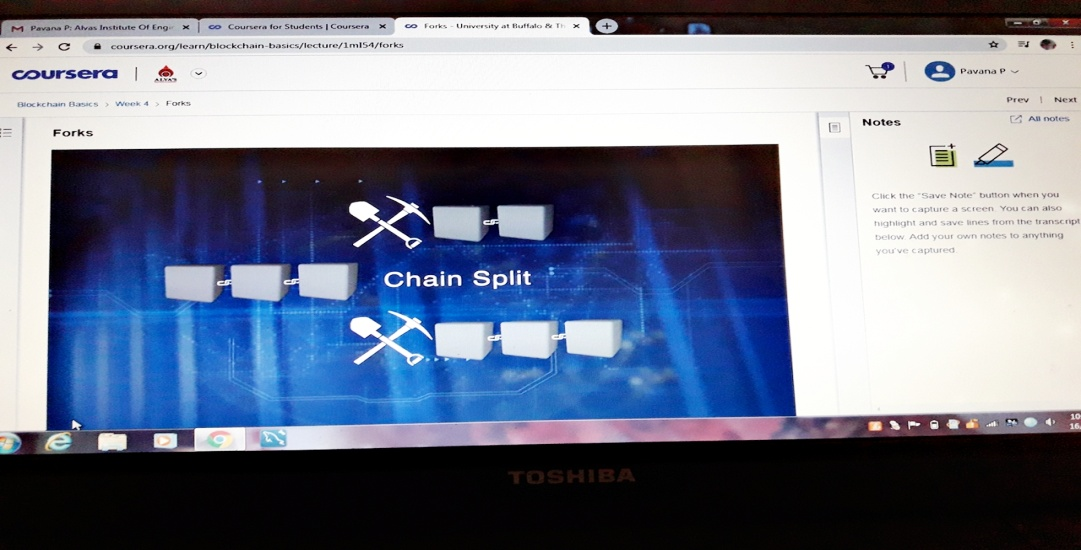 Pavana P: Alvas Institute Of Eng
Coursera for Students | Coursera
Forks - University at Buffalo & Th
coursera.org/learn/blockchain-basics/lecture/1ml54/forks
coursera
ALVA'S
1
Pavana P
Blockchain Basics > Week 4 > Forks
Prev | Next
Forks
Notes
All notes
Chain Split
Click the "Save Note" button when you
want to capture a screen. You can also
highlight and save lines from the transcript
below. Add your own notes to anything
you've captured.
TOSHIBA